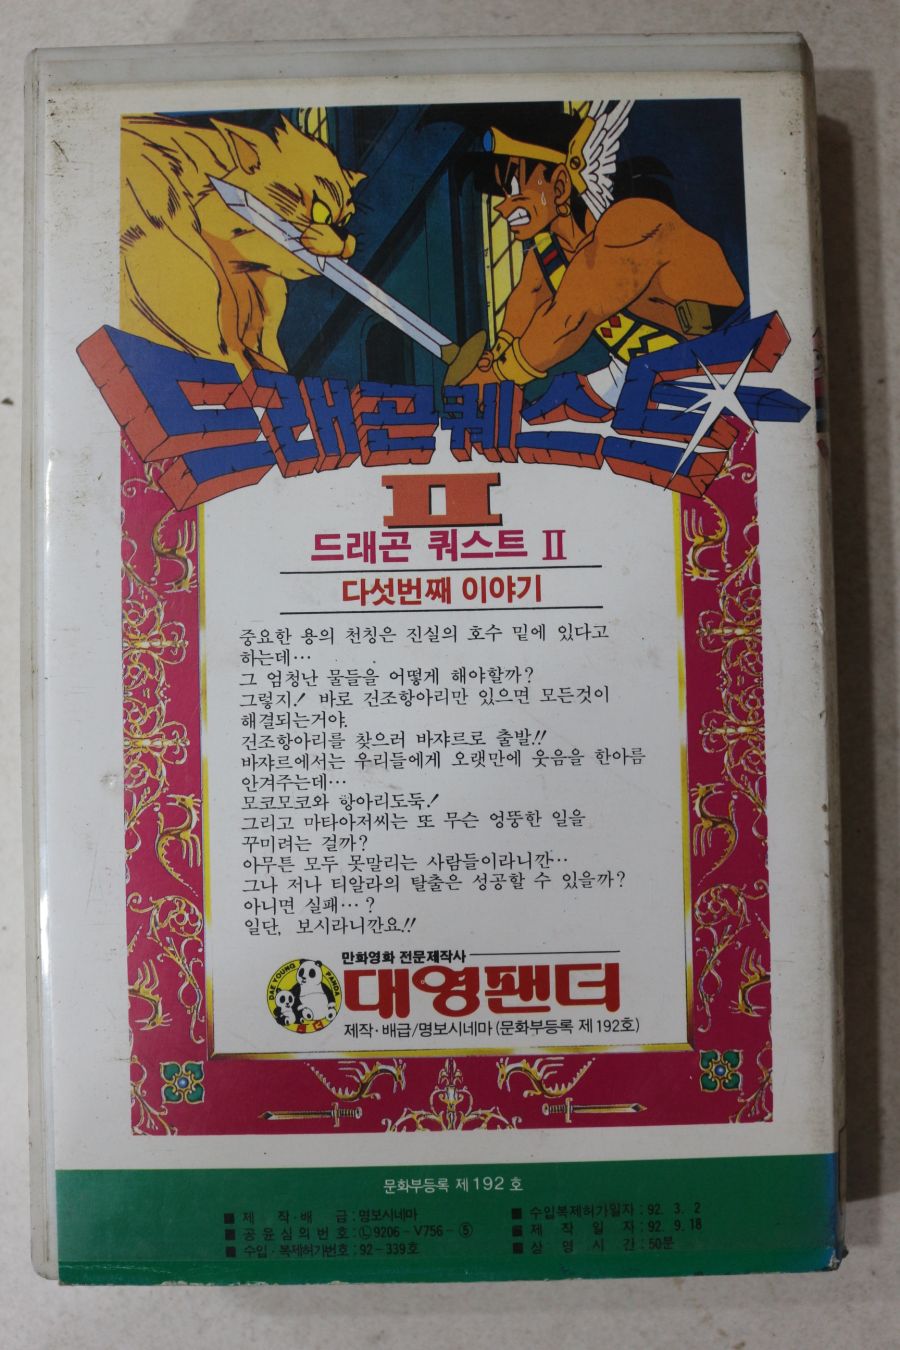 드래곤퀘스트
II
드래곤 퀘스트 II
다섯번째 이야기
중요한 용의 천칭은 진실의 호수 밑에 있다고
하는데…
그 엄청난 물들을 어떻게 해야할까?
그렇지! 바로 건조항아리만 있으면 모든것이
해결되는거야.
건조항아리를 찾으러 바쟈르로 출발!!
바쟈르에서는 우리들에게 오랫만에 웃음을 한아름
안겨주는데…
모코모코와 항아리도둑!
그리고 마타아저씨는 또 무슨 엉뚱한 일을
꾸미려는 걸까?
아무튼 모두 못말리는 사람들이라니깐…
그나 저나 티알라의 탈출은 성공할 수 있을까?
아니면 실패…?
일단, 보시라니깐요!!
만화영화 전문제작사
DAE YOUNG PANDA
팬더
대영팬더
제작·배급/명보시네마 (문화부등록 제192호)
문화부등록 제 192 호
■ 제 작·배 급 : 명보시네마
■ 공윤심의번호 : Ⓛ9206－V756－⑤
■ 수입·복제허가번호 : 92－339호
■ 수입복제허가일자 : 92. 3. 2
■ 제 작 일 자 : 92. 9. 18
■ 상 영 시 간 : 50분